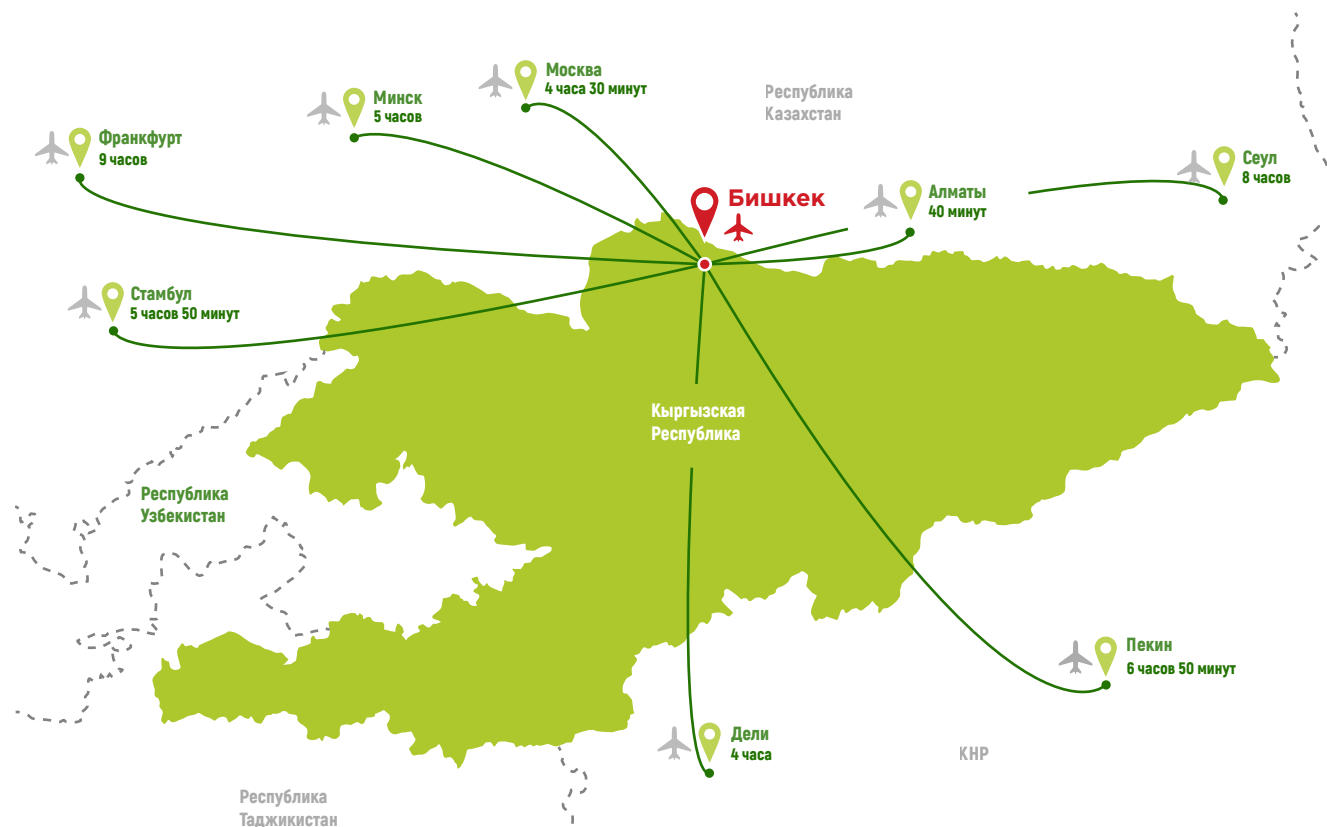 Москва
4 часа 30 минут
Республика
Казахстан
Минск
5 часов
Франкфурт
9 часов
Сеул
8 часов
Бишкек
Алматы
40 минут
Стамбул
5 часов 50 минут
Кыргызская
Республика
Республика
Узбекистан
Пекин
6 часов 50 минут
Дели
4 часа
КНР
Республика
Таджикистан